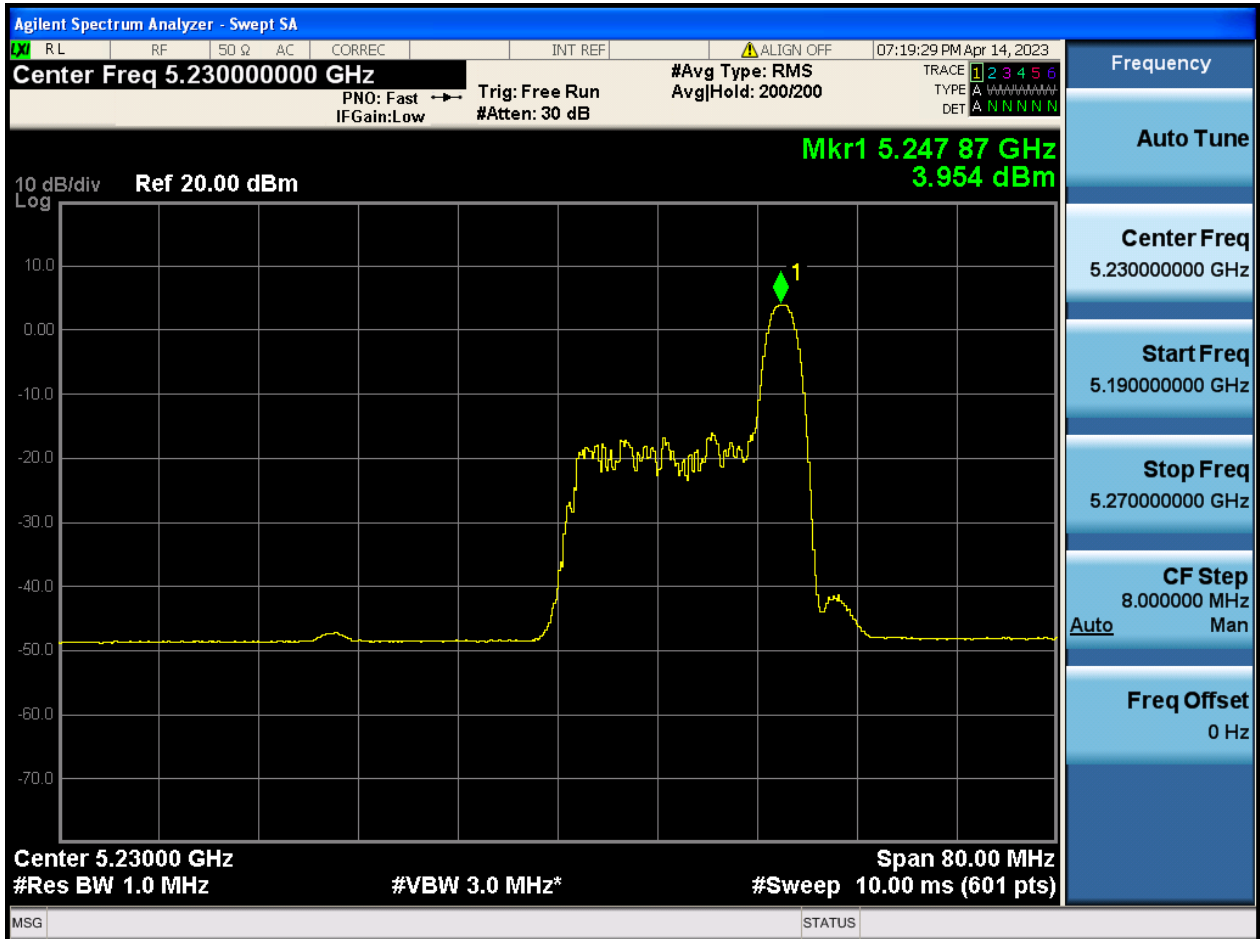 Agilent Spectrum Analyzer - Swept SA
LXI RL RF 50 Ω AC CORREC INT REF ALIGN OFF 07:19:29 PM Apr 14, 2023
Center Freq 5.230000000 GHz
PNO: Fast
IFGain:Low
Trig: Free Run
#Atten: 30 dB
#Avg Type: RMS
Avg|Hold: 200/200
TRACE 1 2 3 4 5 6
TYPE A WWWWW
DET A N N N N N
Mkr1 5.247 87 GHz
3.954 dBm
10 dB/div Ref 20.00 dBm
Log
10.0
0.00
-10.0
-20.0
-30.0
-40.0
-50.0
-60.0
-70.0
1
Center 5.23000 GHz Span 80.00 MHz
#Res BW 1.0 MHz #VBW 3.0 MHz* #Sweep 10.00 ms (601 pts)
MSG STATUS
Frequency
Auto Tune
Center Freq
5.230000000 GHz
Start Freq
5.190000000 GHz
Stop Freq
5.270000000 GHz
CF Step
8.000000 MHz
Auto Man
Freq Offset
0 Hz